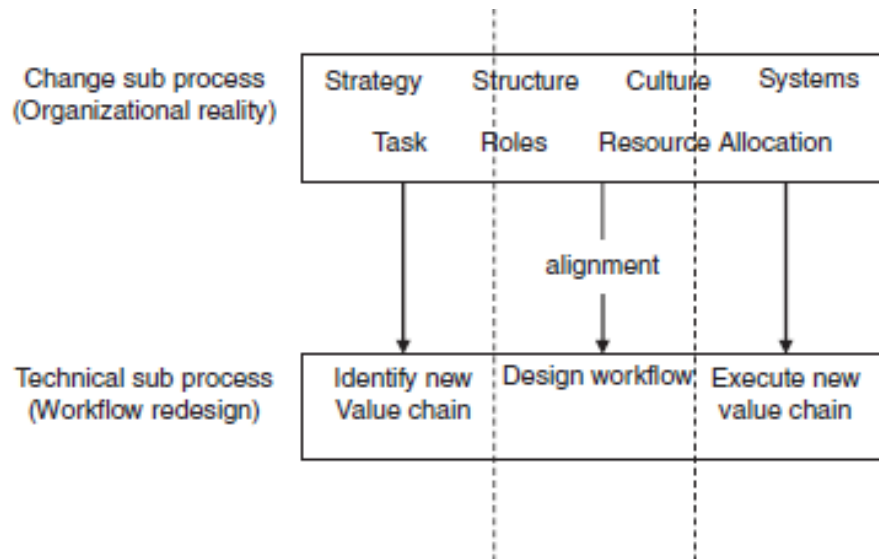 Change sub process
(Organizational reality)
Strategy Structure Culture Systems
Task Roles Resource Allocation
alignment
Technical sub process
(Workflow redesign)
Identify new
Value chain
Design workflow
Execute new
value chain